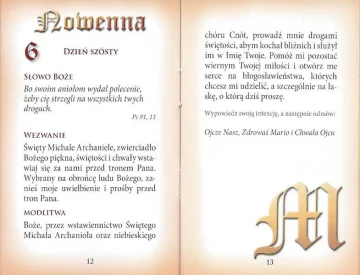 Nowenna
6 Dzień szósty
Słowo Boże
Bo swoim aniołom wydał polecenie,
żeby cię strzegli na wszystkich twych
drogach.
Ps 91, 11
Wezwanie
Święty Michale Archaniele, zwierciadło
Bożego piękna, świętości i chwały wsta-
wiaj się za nami przed tronem Pana.
Wybrany na obrońcę ludu Bożego, za-
nieś moje uwielbienie i prośby przed
tron Pana.
modlitwa
Boże, przez wstawiennictwo Świętego
Michała Archanioła oraz niebieskiego
12
chóru Cnót, prowadź mnie drogami
świętości, abym kochał bliźnich i służył
im w Imię Twoje. Pomóż mi pozostać
wiernym Twojej miłości i otwórz me
serce na błogosławieństwa, których
chcesz mi udzielić, a szczególnie na ła-
skę, o którą dziś proszę.
Wypowiedz swoją intencję, a następnie odmów:
Ojcze Nasz, Zdrowaś Mario i Chwała Ojcu
M
13